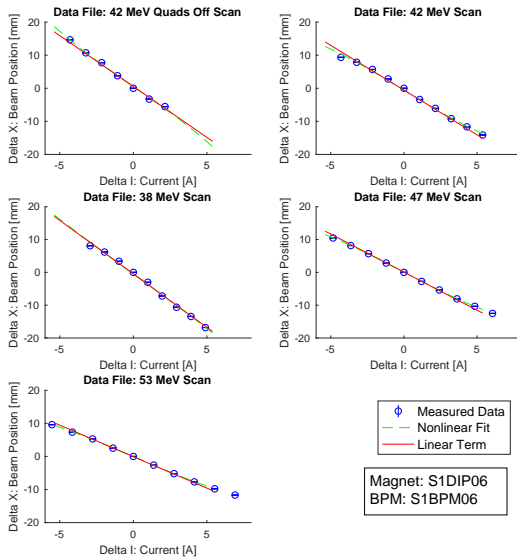 Data File: 42 MeV Quads Off Scan
Delta X: Beam Position [mm]
20
10
0
-10
-20
-5
0
5
Delta I: Current [A]
Data File: 42 MeV Scan
Delta X: Beam Position [mm]
20
10
0
-10
-20
-5
0
5
Delta I: Current [A]
Data File: 38 MeV Scan
Delta X: Beam Position [mm]
20
10
0
-10
-20
-5
0
5
Delta I: Current [A]
Data File: 47 MeV Scan
Delta X: Beam Position [mm]
20
10
0
-10
-20
-5
0
5
Delta I: Current [A]
Data File: 53 MeV Scan
Delta X: Beam Position [mm]
20
10
0
-10
-20
-5
0
5
Delta I: Current [A]
Measured Data
Nonlinear Fit
Linear Term
Magnet: S1DIP06
BPM: S1BPM06